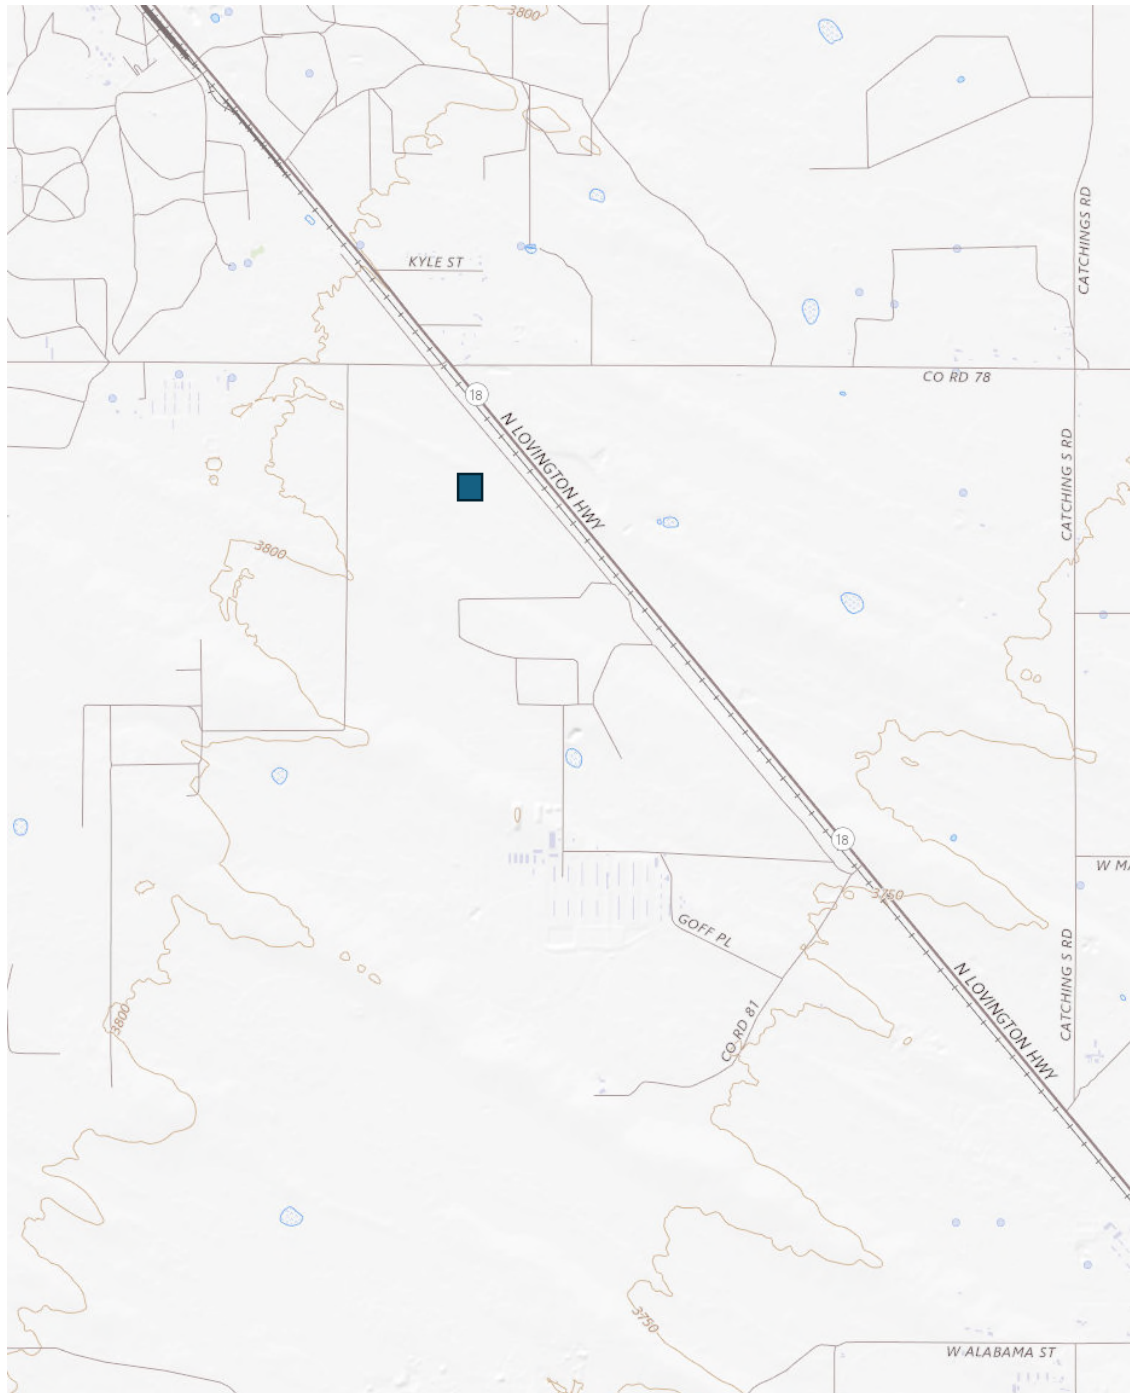 3800
CATCHINGS RD
KYLE ST
CO RD 78
18
N LOVINGTON HWY
CATCHING S RD
3800
18
W MA
3750
GOFF PL
CATCHING S RD
N LOVINGTON HWY
3800
CO RD 81
3750
W ALABAMA ST